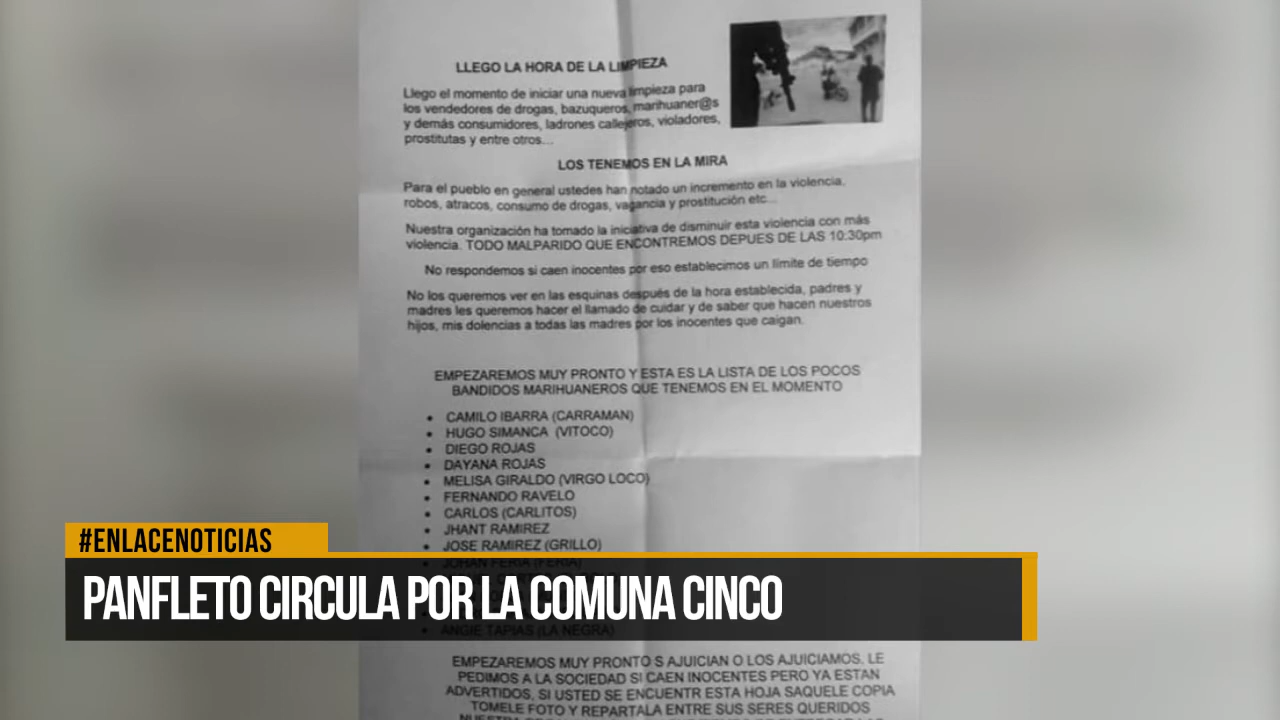 LLEGO LA HORA DE LA LIMPIEZA
Llego el momento de iniciar una nueva limpieza para
los vendedores de drogas, bazuqueros, marihuaner@s
y demás consumidores, ladrones callejeros, violadores,
prostitutas y entre otros...
LOS TENEMOS EN LA MIRA
Para el pueblo en general ustedes han notado un incremento en la violencia,
robos, atracos, consumo de drogas, vagancia y prostitución etc...
Nuestra organización ha tomado la iniciativa de disminuir esta violencia con más
violencia. TODO MALPARIDO QUE ENCONTREMOS DEPUES DE LAS 10:30pm
No respondemos si caen inocentes por eso establecimos un límite de tiempo
No los queremos ver en las esquinas después de la hora establecida, padres y
madres les queremos hacer el llamado de cuidar y de saber que hacen nuestros
hijos, mis dolencias a todas las madres por los inocentes que caigan.
EMPEZAREMOS MUY PRONTO Y ESTA ES LA LISTA DE LOS POCOS
BANDIDOS MARIHUANEROS QUE TENEMOS EN EL MOMENTO
• CAMILO IBARRA (CARRAMAN)
• HUGO SIMANCA (VITOCO)
• DIEGO ROJAS
• DAYANA ROJAS
• MELISA GIRALDO (VIRGO LOCO)
• FERNANDO RAVELO
• CARLOS (CARLITOS)
• JHANT RAMIREZ
• JOSE RAMIREZ (GRILLO)
#ENLACENOTICIAS
JOHAN FERIA (FERIA)
PANFLETO CIRCULA POR LA COMUNA CINCO
• ANGIE TAPIAS (LA NEGRA)
EMPEZAREMOS MUY PRONTO S AJUICIAN O LOS AJUICIAMOS, LE
PEDIMOS A LA SOCIEDAD SI CAEN INOCENTES PERO YA ESTAN
ADVERTIDOS, SI USTED SE ENCUENTR ESTA HOJA SAQUELE COPIA
TOMELE FOTO Y REPARTALA ENTRE SUS SERES QUERIDOS